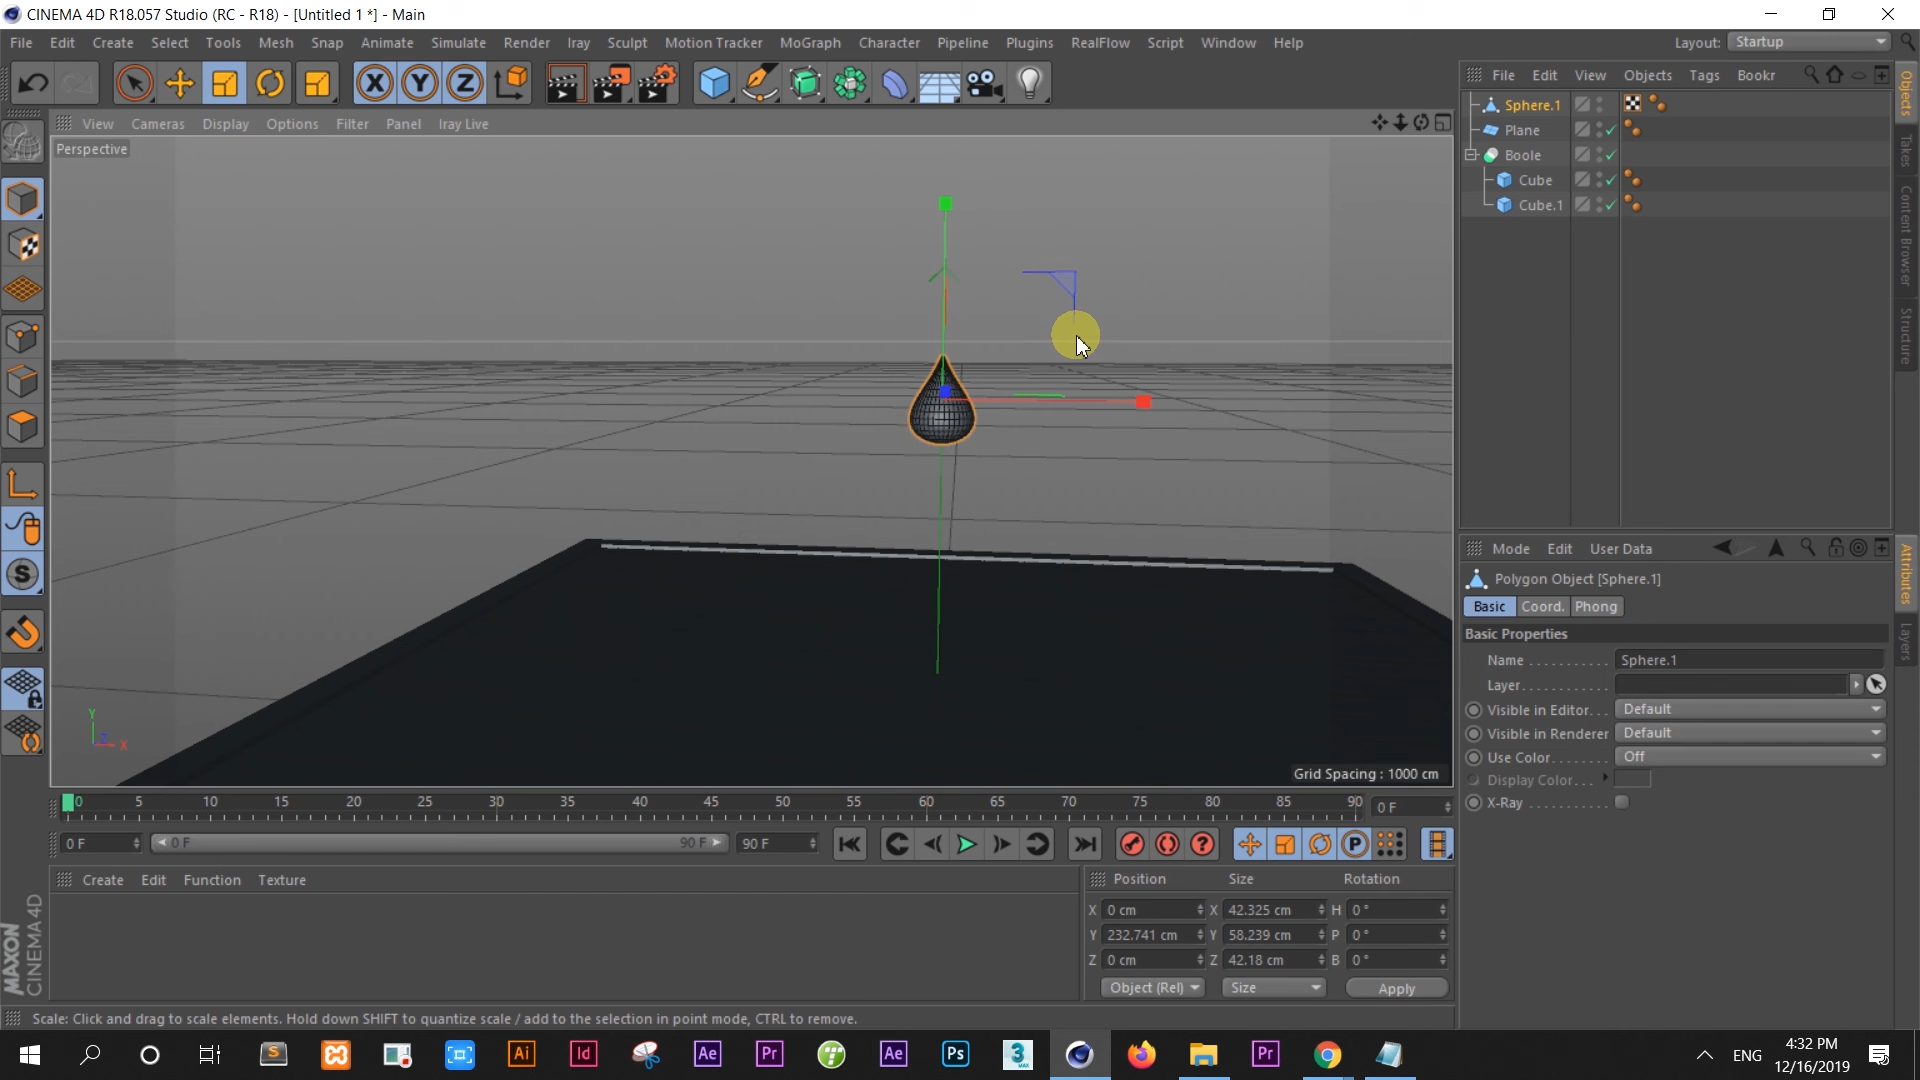 CINEMA 4D R18.057 Studio (RC - R18) - [Untitled 1 *] - Main
File Edit Create Select Tools Mesh Snap Animate Simulate Render Iray Sculpt Motion Tracker MoGraph Character Pipeline Plugins RealFlow Script Window Help
Layout: Startup
File Edit View Objects Tags Bookr
View Cameras Display Options Filter Panel Iray Live
Perspective
Sphere.1
Plane
Boole
Cube
Cube.1
Objects
Takes
Content Browser
Structure
Mode Edit User Data
Polygon Object [Sphere.1]
Basic Coord. Phong
Basic Properties
Name . . . . . . . . . . . Sphere.1
Layer. . . . . . . . . . . .
Visible in Editor. . . Default
Visible in Renderer Default
Use Color. . . . . . . . Off
Display Color. . .
X-Ray . . . . . . . . . . .
Attributes
Layers
Y
Z
X
Grid Spacing : 1000 cm
0 5 10 15 20 25 30 35 40 45 50 55 60 65 70 75 80 85 90 0 F
0 F 0 F 90 F 90 F
Create Edit Function Texture
Position Size Rotation
X 0 cm X 42.325 cm H 0 °
Y 232.741 cm Y 58.239 cm P 0 °
Z 0 cm Z 42.18 cm B 0 °
Object (Rel) Size Apply
MAXON
CINEMA 4D
Scale: Click and drag to scale elements. Hold down SHIFT to quantize scale / add to the selection in point mode, CTRL to remove.
ENG
4:32 PM
12/16/2019